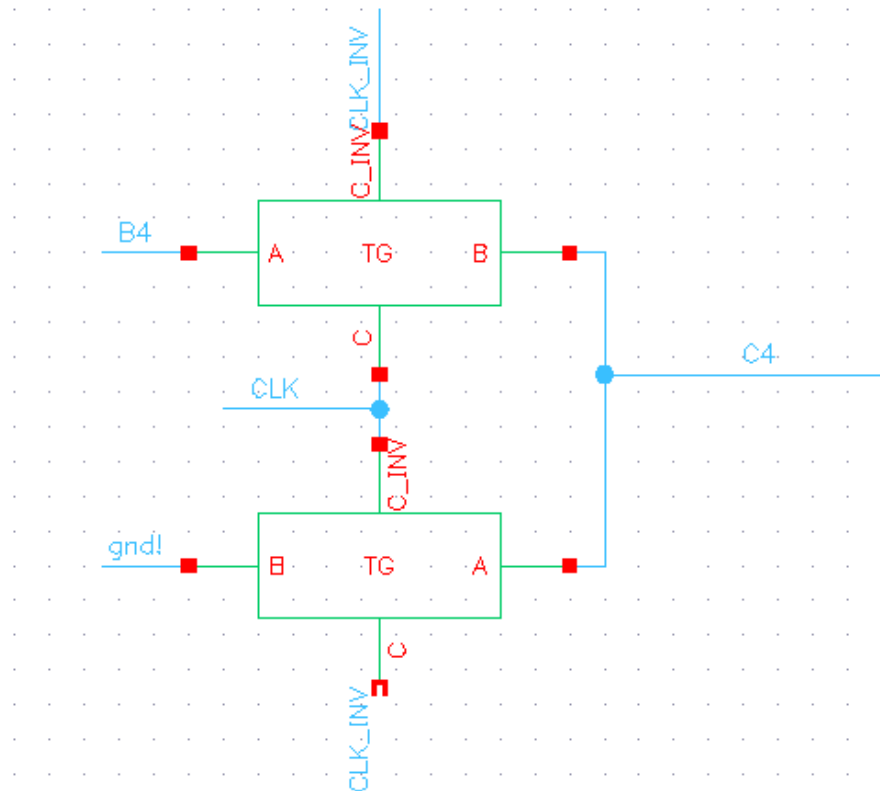 CLK_INV
C_INV
B4
A
TG
B
C
C4
CLK
C_INV
gnd!
B
TG
A
C
CLK_INV